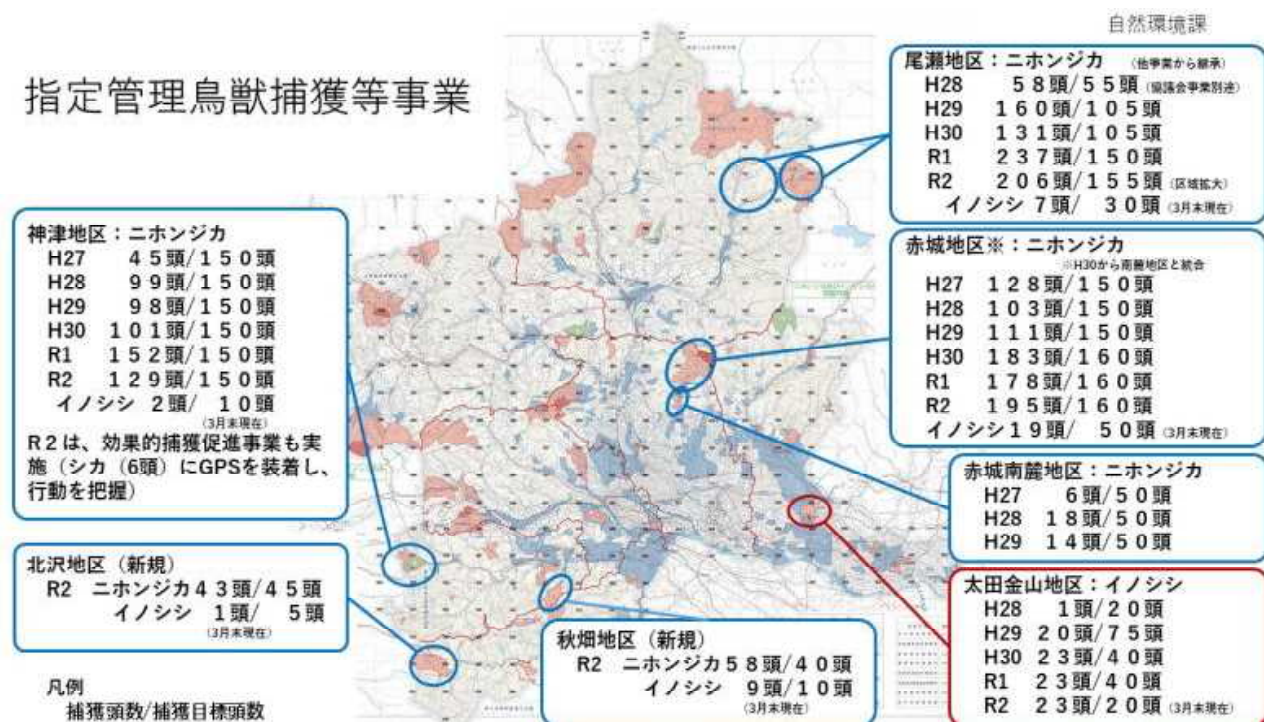 自然環境課
指定管理鳥獣捕獲等事業
尾瀬地区：ニホンジカ （他事業から継承）
H28 58頭/55頭（協議会事業別途）
H29 160頭/105頭
H30 131頭/105頭
R1 237頭/150頭
R2 206頭/155頭（区域拡大）
イノシシ 7頭/ 30頭（3月末現在）
神津地区：ニホンジカ
H27 45頭/150頭
H28 99頭/150頭
H29 98頭/150頭
H30 101頭/150頭
R1 152頭/150頭
R2 129頭/150頭
イノシシ 2頭/ 10頭
（3月末現在）
R2は、効果的捕獲促進事業も実
施（シカ（6頭）にGPSを装着し、
行動を把握）
赤城地区※：ニホンジカ
※H30から南麓地区と統合
H27 128頭/150頭
H28 103頭/150頭
H29 111頭/150頭
H30 183頭/160頭
R1 178頭/160頭
R2 195頭/160頭
イノシシ19頭/ 50頭（3月末現在）
赤城南麓地区：ニホンジカ
H27 6頭/50頭
H28 18頭/50頭
H29 14頭/50頭
北沢地区（新規）
R2 ニホンジカ43頭/45頭
イノシシ 1頭/ 5頭
（3月末現在）
秋畑地区（新規）
R2 ニホンジカ58頭/40頭
イノシシ 9頭/10頭
（3月末現在）
太田金山地区：イノシシ
H28 1頭/20頭
H29 20頭/75頭
H30 23頭/40頭
R1 23頭/40頭
R2 23頭/20頭（3月末現在）
凡例
捕獲頭数/捕獲目標頭数